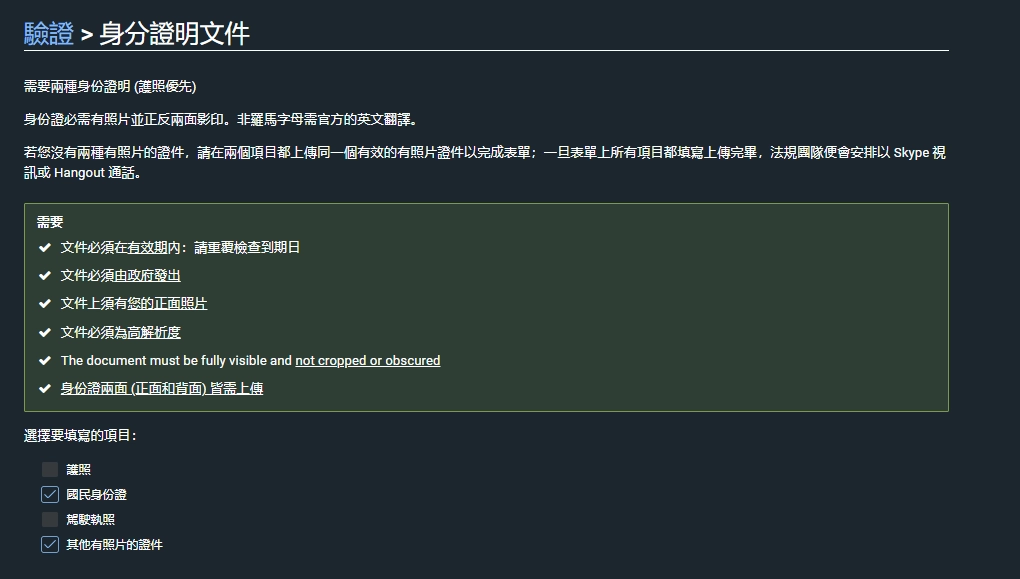 驗證 > 身分證明文件
需要兩種身份證明 (護照優先)
身份證必需有照片並正反兩面影印。非羅馬字母需官方的英文翻譯。
若您沒有兩種有照片的證件，請在兩個項目都上傳同一個有效的有照片證件以完成表單；一旦表單上所有項目都填寫上傳完畢，法規團隊便會安排以 Skype 視
訊或 Hangout 通話。
需要
文件必須在有效期內：請重覆檢查到期日
文件必須由政府發出
文件上須有您的正面照片
文件必須為高解析度
The document must be fully visible and not cropped or obscured
身份證兩面 (正面和背面) 皆需上傳
選擇要填寫的項目：
護照
國民身份證
駕駛執照
其他有照片的證件